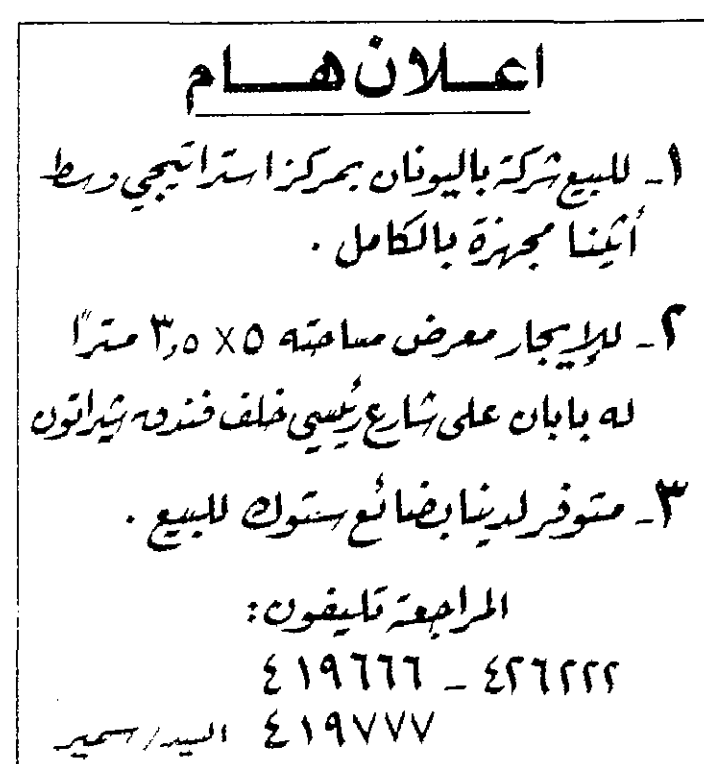 اعلان هام
١- للبيع شركة باليونان بمركز استراتيجي وسط
أثينا مجهزة بالكامل .
٢- للإيجار معرض مساحته ٥ × ٣,٥ مترًا
له بابان على شارع رئيسي خلف فندق شيراتون
٣- متوفر لدينا بضائع ستوك للبيع .
المراجعة تليفون:
٤٢٦٢٢٢ - ٤١٩٦٦٦
٤١٩٧٧٧ السيد/ سمير